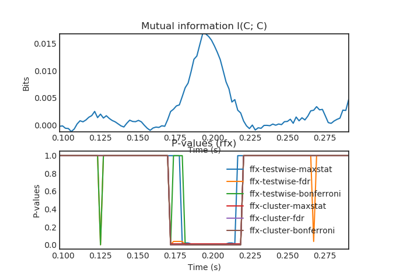 Mutual information I(C; C)
0.015
0.010
0.005
0.000
Bits
0.100 0.125 0.150 0.175 0.200 0.225 0.250 0.275
Time (s)
P-values (rfx)
1.0
0.8
0.6
0.4
0.2
0.0
P-values
ffx-testwise-maxstat
ffx-testwise-fdr
ffx-testwise-bonferroni
ffx-cluster-maxstat
ffx-cluster-fdr
ffx-cluster-bonferroni
0.100 0.125 0.150 0.175 0.200 0.225 0.250 0.275
Time (s)